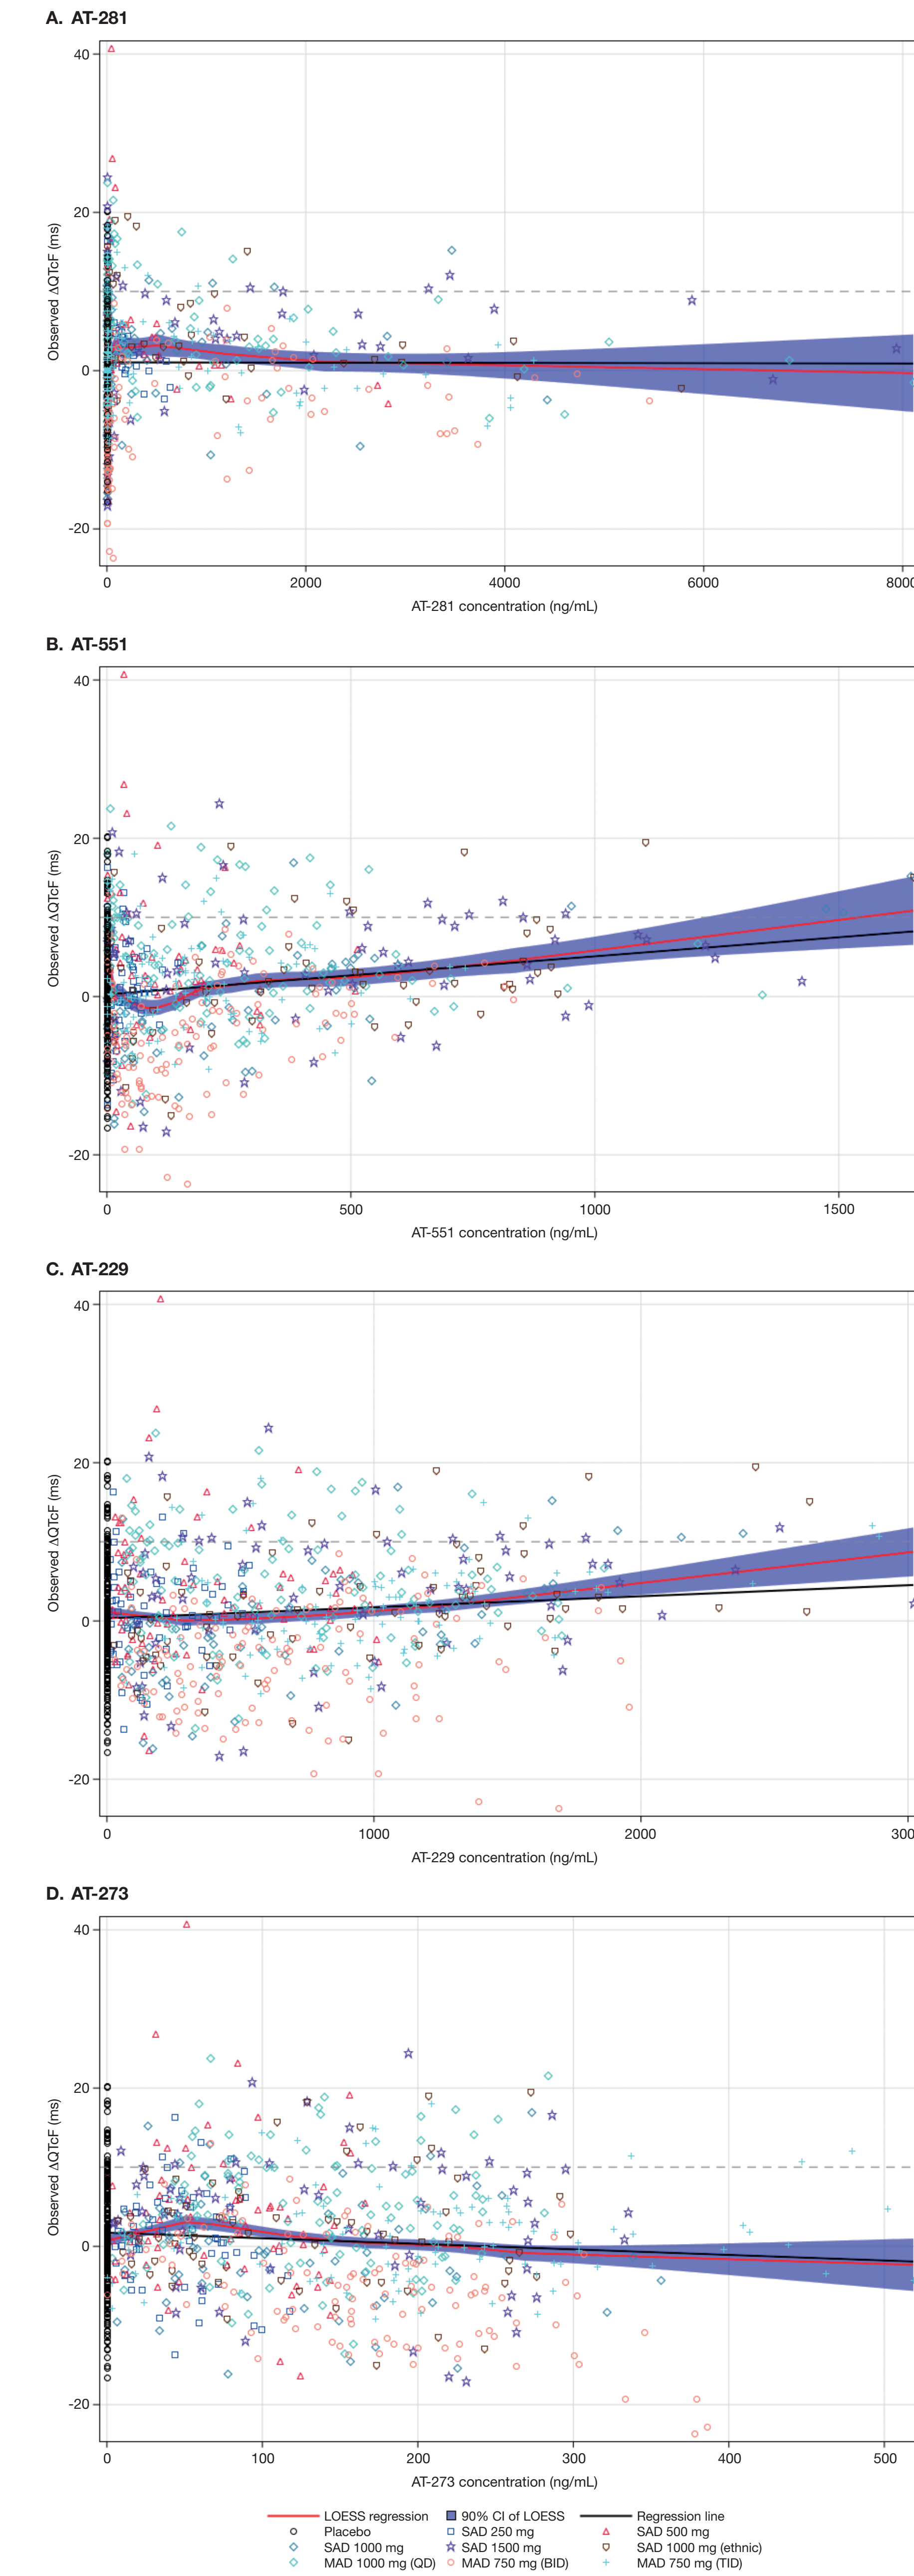 A. AT-281
40
20
0
-20
Observed ΔQTcF (ms)
0 2000 4000 6000 8000
AT-281 concentration (ng/mL)
B. AT-551
40
20
0
-20
Observed ΔQTcF (ms)
0 500 1000 1500
AT-551 concentration (ng/mL)
C. AT-229
40
20
0
-20
Observed ΔQTcF (ms)
0 1000 2000 300
AT-229 concentration (ng/mL)
D. AT-273
40
20
0
-20
Observed ΔQTcF (ms)
0 100 200 300 400 500
AT-273 concentration (ng/mL)
LOESS regression 90% CI of LOESS Regression line
Placebo SAD 250 mg SAD 500 mg
SAD 1000 mg SAD 1500 mg SAD 1000 mg (ethnic)
MAD 1000 mg (QD) MAD 750 mg (BID) MAD 750 mg (TID)